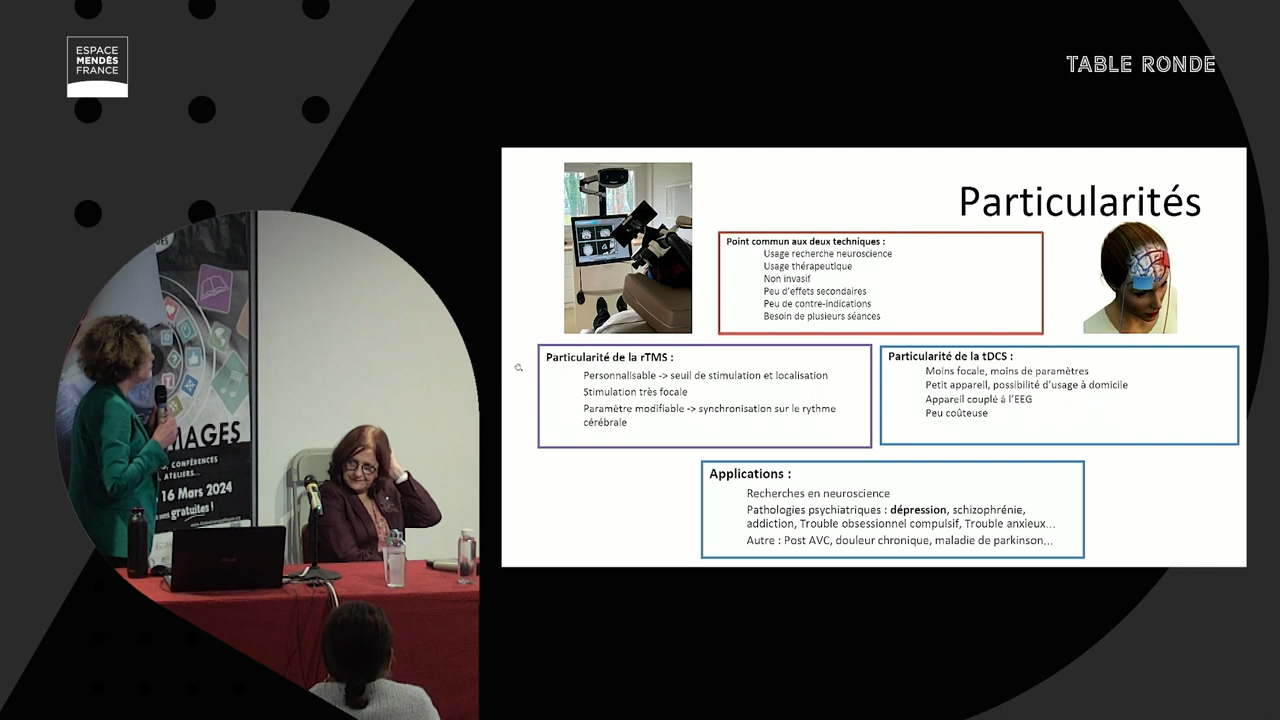 ESPACE
MENDÈS
FRANCE
TABLE RONDE
Particularités
Point commun aux deux techniques :
Usage recherche neuroscience
Usage thérapeutique
Non invasif
Peu d'effets secondaires
Peu de contre-indications
Besoin de plusieurs séances
Particularité de la rTMS :
Personnalisable -> seuil de stimulation et localisation
Stimulation très focale
Paramètre modifiable -> synchronisation sur le rythme
cérébrale
Particularité de la tDCS :
Moins focale, moins de paramètres
Petit appareil, possibilité d'usage à domicile
Appareil couplé à l'EEG
Peu coûteuse
Applications :
Recherches en neuroscience
Pathologies psychiatriques : dépression, schizophrénie,
addiction, Trouble obsessionnel compulsif, Trouble anxieux...
Autre : Post AVC, douleur chronique, maladie de parkinson...
MAGES
, CONFÉRENCES
, ATELIERS...
16 Mars 2024
sont gratuites !